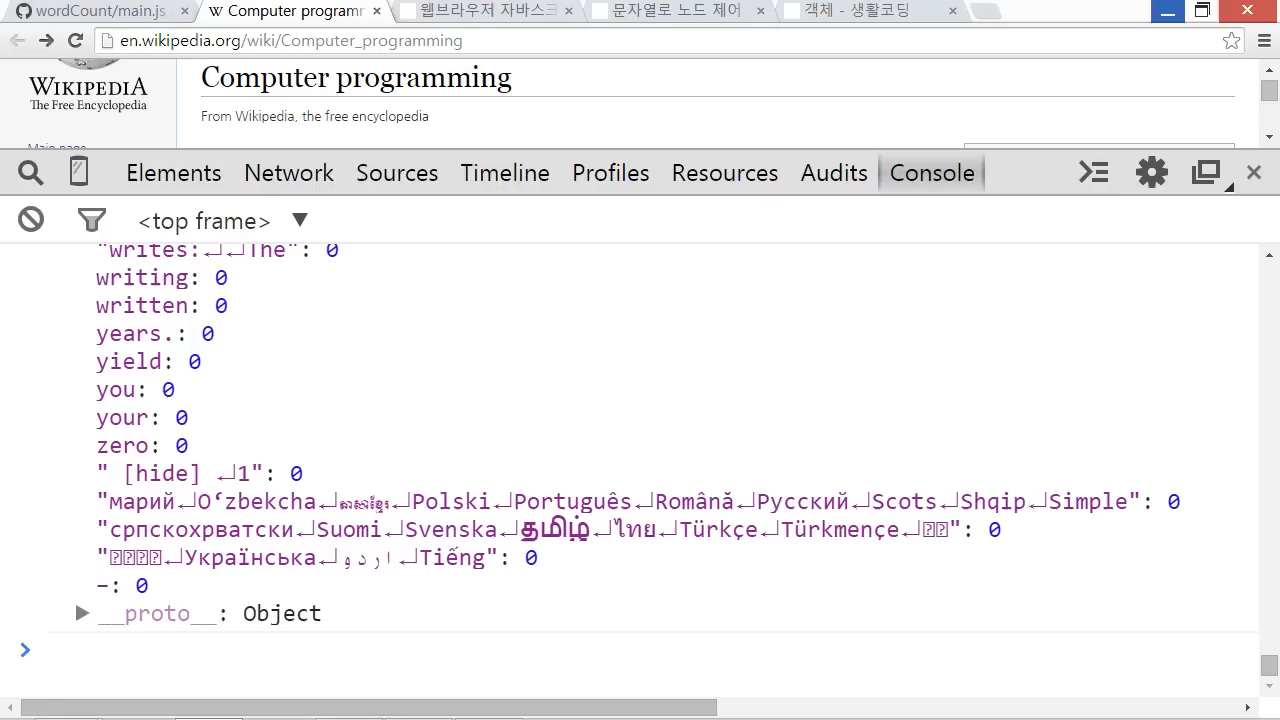 wordCount/main.js
Computer programm
웹브라우저 자바스크
문자열로 노드 제어
객체 - 생활코딩
en.wikipedia.org/wiki/Computer_programming
WIKIPEDIA
The Free Encyclopedia
Computer programming
From Wikipedia, the free encyclopedia
Main page
Elements Network Sources Timeline Profiles Resources Audits Console
<top frame> ▼
"writes:↵↵The": 0
writing: 0
written: 0
years.: 0
yield: 0
you: 0
your: 0
zero: 0
" [hide] ↵1": 0
"марий↵Oʻzbekcha↵ភាសាខ្មែរ↵Polski↵Português↵Română↵Русский↵Scots↵Shqip↵Simple": 0
"српскохрватски↵Suomi↵Svenska↵தமிழ்↵ไทย↵Türkçe↵Türkmençe↵": 0
"↵Українська↵اردو↵Tiếng": 0
–: 0
▶ __proto__: Object